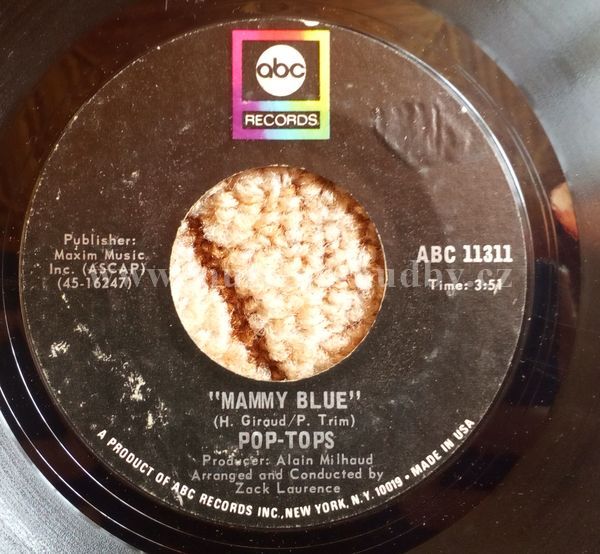 abc
RECORDS
Publisher:
Maxim Music
Inc. (ASCAP)
(45-16247)
ABC 11311
Time: 3:51
"MAMMY BLUE"
(H. Giraud/P. Trim)
POP-TOPS
Producer: Alain Milhaud
Arranged and Conducted by
Zack Laurence
A PRODUCT OF ABC RECORDS INC., NEW YORK, N.Y. 10019 • MADE IN USA